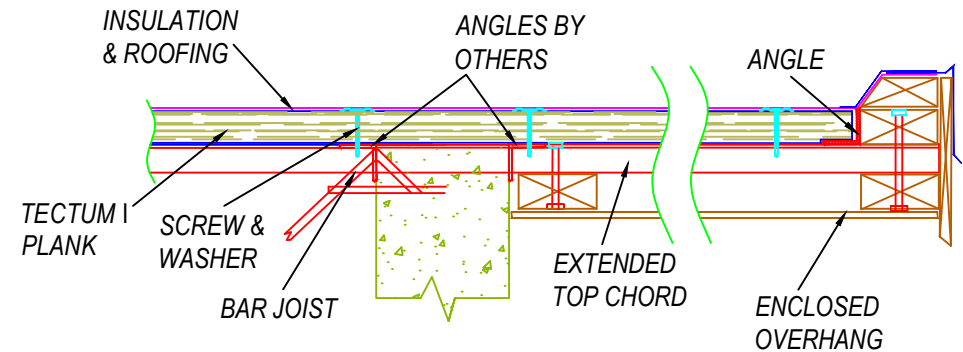 INSULATION
& ROOFING
ANGLES BY
OTHERS
ANGLE
TECTUM I
PLANK
SCREW &
WASHER
BAR JOIST
EXTENDED
TOP CHORD
ENCLOSED
OVERHANG